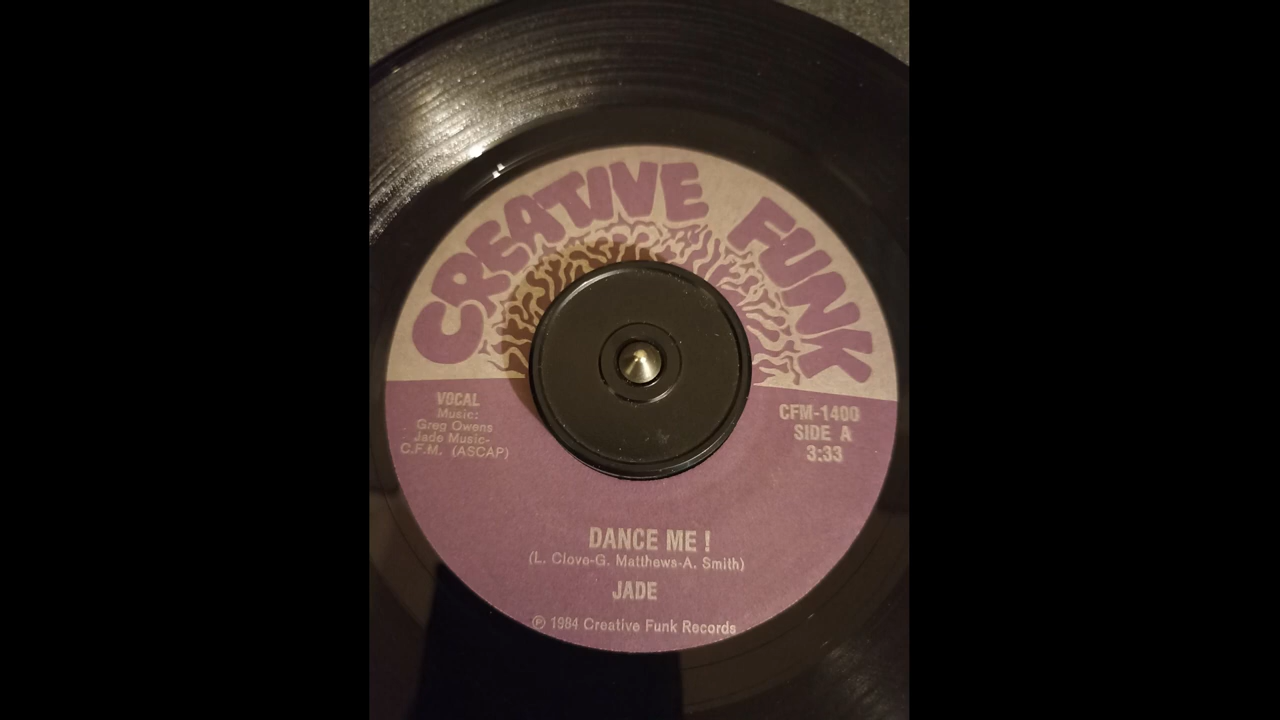 CREATIVE FUNK
VOCAL
Music:
Greg Owens
Jade Music-
C.F.M. (ASCAP)
CFM-1400
SIDE A
3:33
DANCE ME !
(L. Clove-G. Matthews-A. Smith)
JADE
℗ 1984 Creative Funk Records